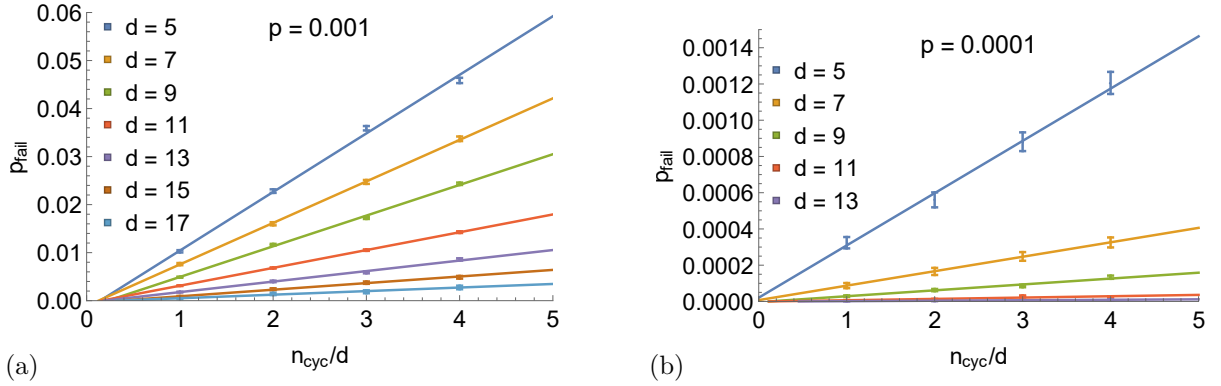 p = 0.001
d = 5
d = 7
d = 9
d = 11
d = 13
d = 15
d = 17
0.06
0.05
0.04
0.03
0.02
0.01
0.00
p_fail
0 1 2 3 4 5
n_cyc/d
(a)
p = 0.0001
d = 5
d = 7
d = 9
d = 11
d = 13
0.0014
0.0012
0.0010
0.0008
0.0006
0.0004
0.0002
0.0000
p_fail
0 1 2 3 4 5
n_cyc/d
(b)